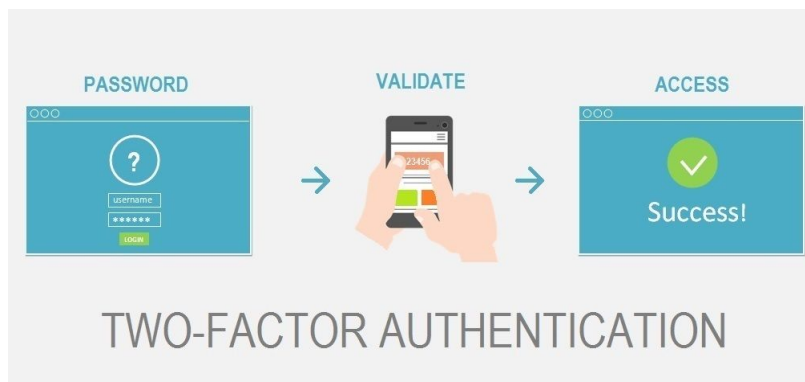 PASSWORD
VALIDATE
ACCESS
?
username
******
LOGIN
23456
Success!
TWO-FACTOR AUTHENTICATION